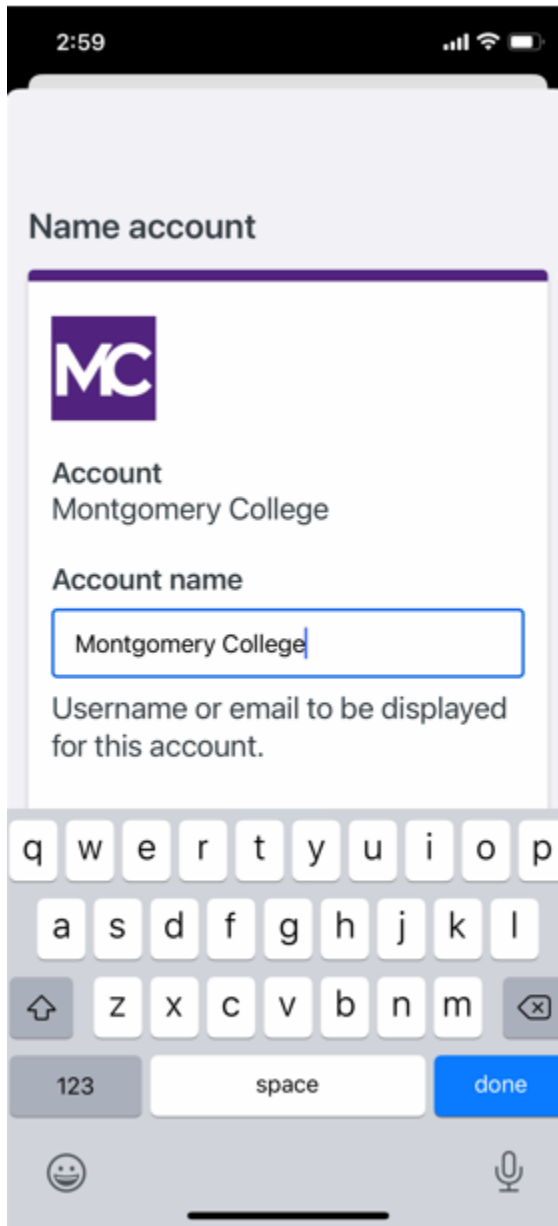 2:59
Name account
MC
Account
Montgomery College
Account name
Montgomery College
Username or email to be displayed
for this account.
q w e r t y u i o p
a s d f g h j k l
z x c v b n m
123 space done